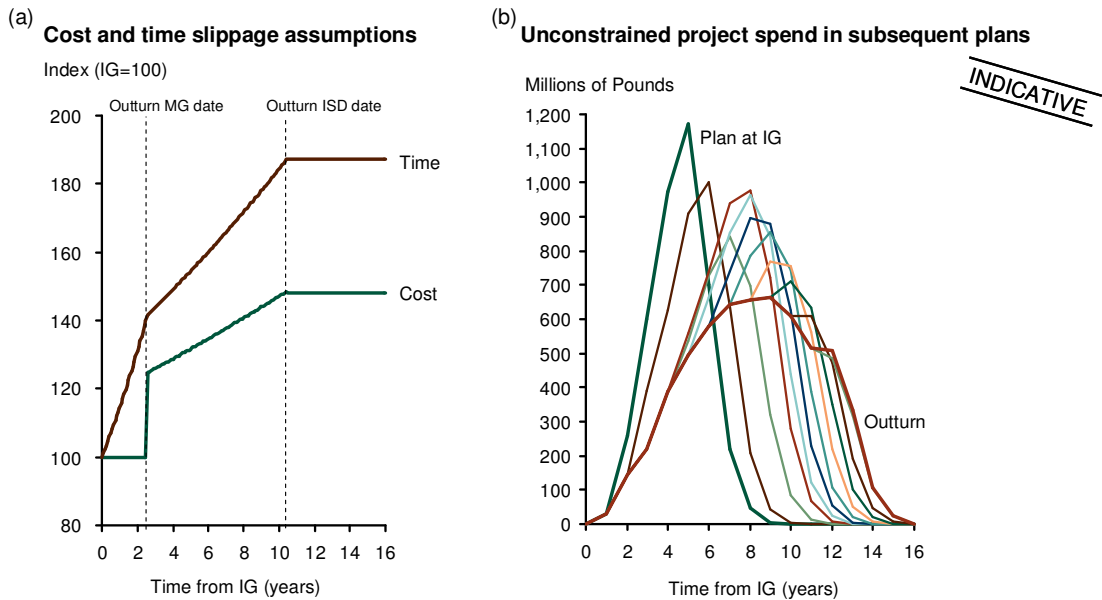 (a)
Cost and time slippage assumptions
Index (IG=100)
Outturn MG date
Outturn ISD date
200
180
160
140
120
100
80
Time
Cost
0 2 4 6 8 10 12 14 16
Time from IG (years)
(b)
Unconstrained project spend in subsequent plans
INDICATIVE
Millions of Pounds
1,200
1,100
1,000
900
800
700
600
500
400
300
200
100
0
Plan at IG
Outturn
0 2 4 6 8 10 12 14 16
Time from IG (years)